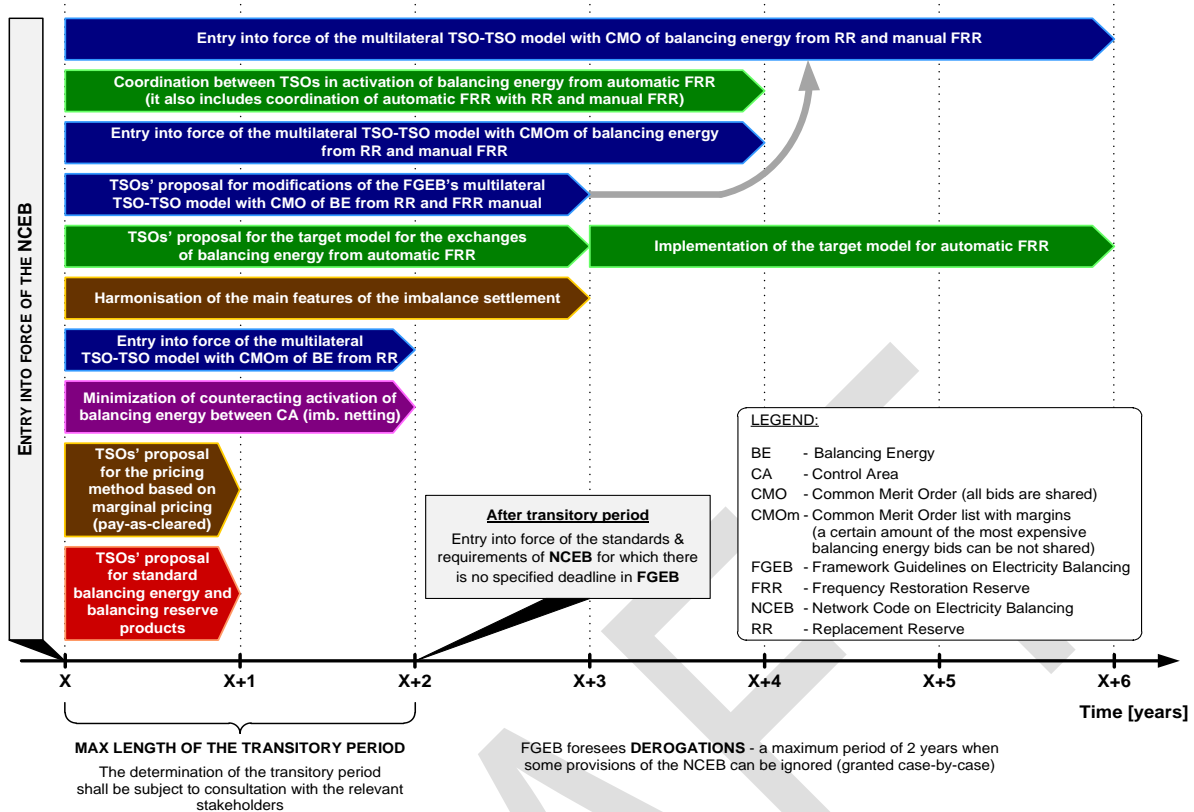 ENTRY INTO FORCE OF THE NCEB
Entry into force of the multilateral TSO-TSO model with CMO of balancing energy from RR and manual FRR
Coordination between TSOs in activation of balancing energy from automatic FRR
(it also includes coordination of automatic FRR with RR and manual FRR)
Entry into force of the multilateral TSO-TSO model with CMOm of balancing energy
from RR and manual FRR
TSOs' proposal for modifications of the FGEB's multilateral
TSO-TSO model with CMO of BE from RR and FRR manual
TSOs' proposal for the target model for the exchanges
of balancing energy from automatic FRR
Implementation of the target model for automatic FRR
Harmonisation of the main features of the imbalance settlement
Entry into force of the multilateral
TSO-TSO model with CMOm of BE from RR
Minimization of counteracting activation of
balancing energy between CA (imb. netting)
TSOs' proposal
for the pricing
method based on
marginal pricing
(pay-as-cleared)
TSOs' proposal
for standard
balancing energy and
balancing reserve
products
After transitory period
Entry into force of the standards &
requirements of NCEB for which there
is no specified deadline in FGEB
LEGEND:
BE - Balancing Energy
CA - Control Area
CMO - Common Merit Order (all bids are shared)
CMOm - Common Merit Order list with margins
(a certain amount of the most expensive
balancing energy bids can be not shared)
FGEB - Framework Guidelines on Electricity Balancing
FRR - Frequency Restoration Reserve
NCEB - Network Code on Electricity Balancing
RR - Replacement Reserve
X X+1 X+2 X+3 X+4 X+5 X+6
Time [years]
MAX LENGTH OF THE TRANSITORY PERIOD
The determination of the transitory period
shall be subject to consultation with the relevant
stakeholders
FGEB foresees DEROGATIONS - a maximum period of 2 years when
some provisions of the NCEB can be ignored (granted case-by-case)